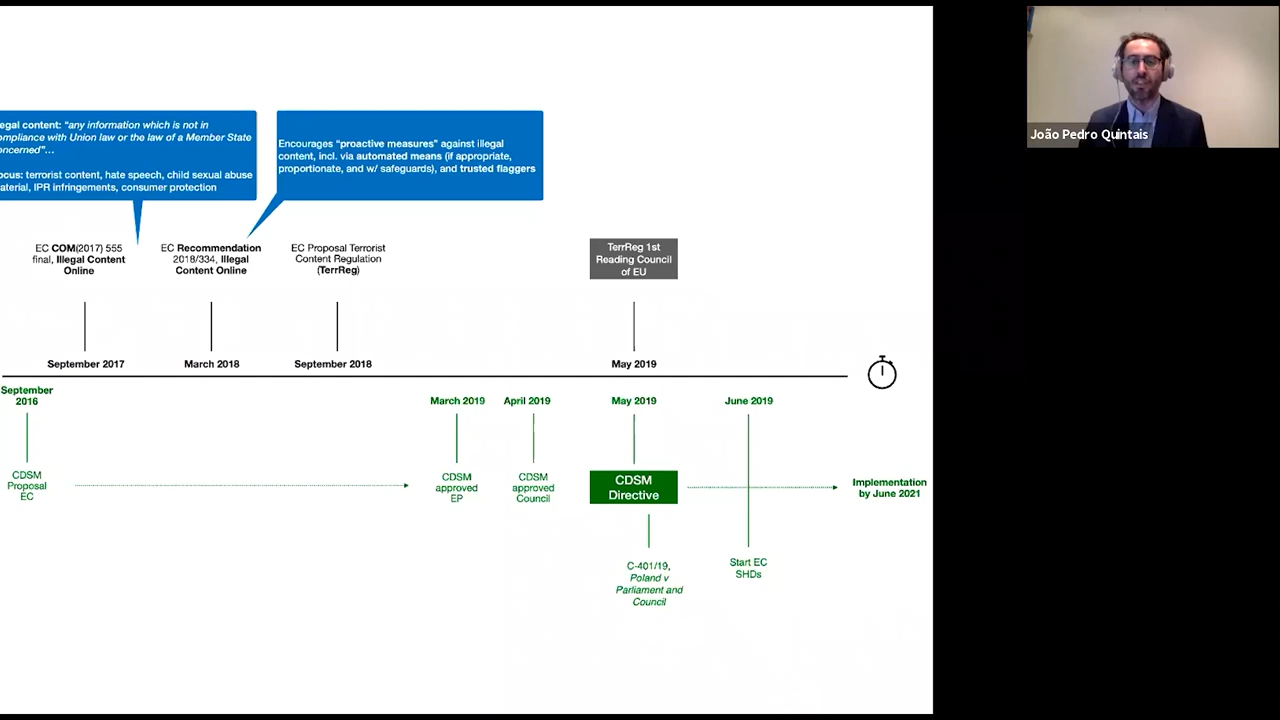 egal content: “any information which is not in
ompliance with Union law or the law of a Member State
oncerned”...
ocus: terrorist content, hate speech, child sexual abuse
aterial, IPR infringements, consumer protection
Encourages “proactive measures” against illegal
content, incl. via automated means (if appropriate,
proportionate, and w/ safeguards), and trusted flaggers
João Pedro Quintais
EC COM(2017) 555
final, Illegal Content
Online
EC Recommendation
2018/334, Illegal
Content Online
EC Proposal Terrorist
Content Regulation
(TerrReg)
TerrReg 1st
Reading Council
of EU
September 2017
March 2018
September 2018
May 2019
September
2016
March 2019
April 2019
May 2019
June 2019
CDSM
Proposal
EC
CDSM
approved
EP
CDSM
approved
Council
CDSM
Directive
Implementation
by June 2021
C-401/19,
Poland v
Parliament and
Council
Start EC
SHDs